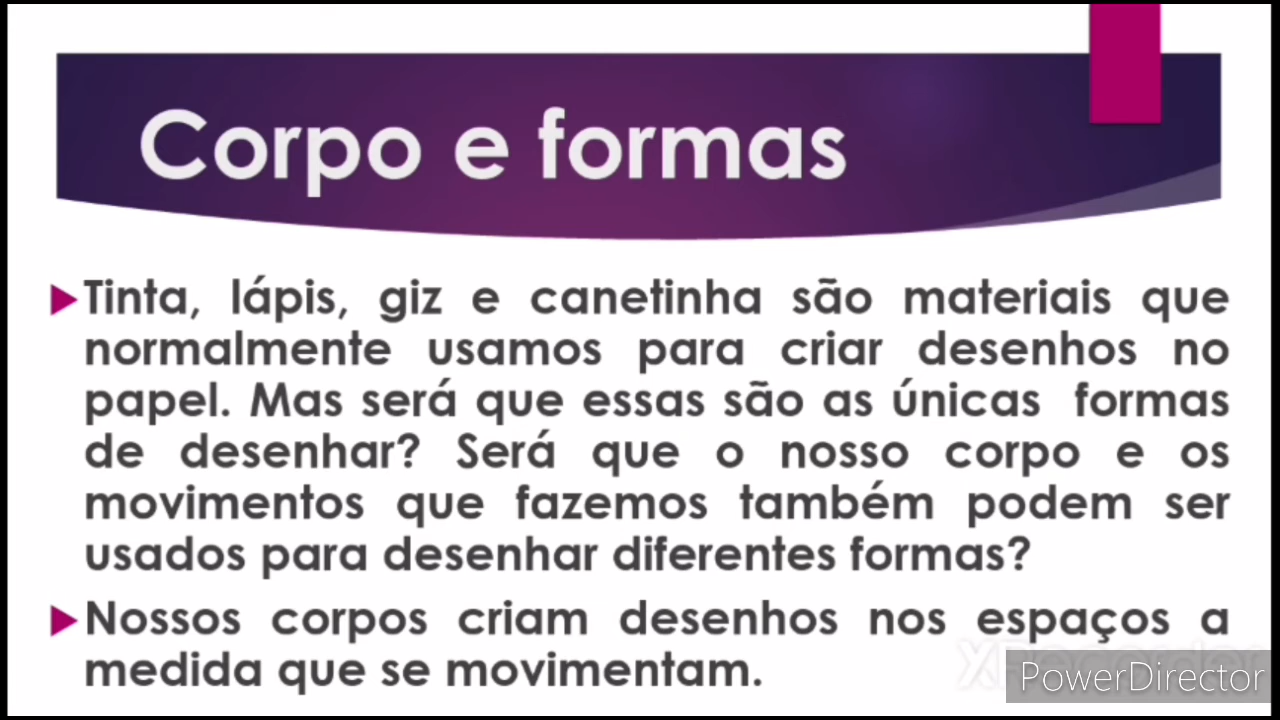 Corpo e formas
Tinta, lápis, giz e canetinha são materiais que
normalmente usamos para criar desenhos no
papel. Mas será que essas são as únicas formas
de desenhar? Será que o nosso corpo e os
movimentos que fazemos também podem ser
usados para desenhar diferentes formas?
Nossos corpos criam desenhos nos espaços a
medida que se movimentam.
PowerDirector